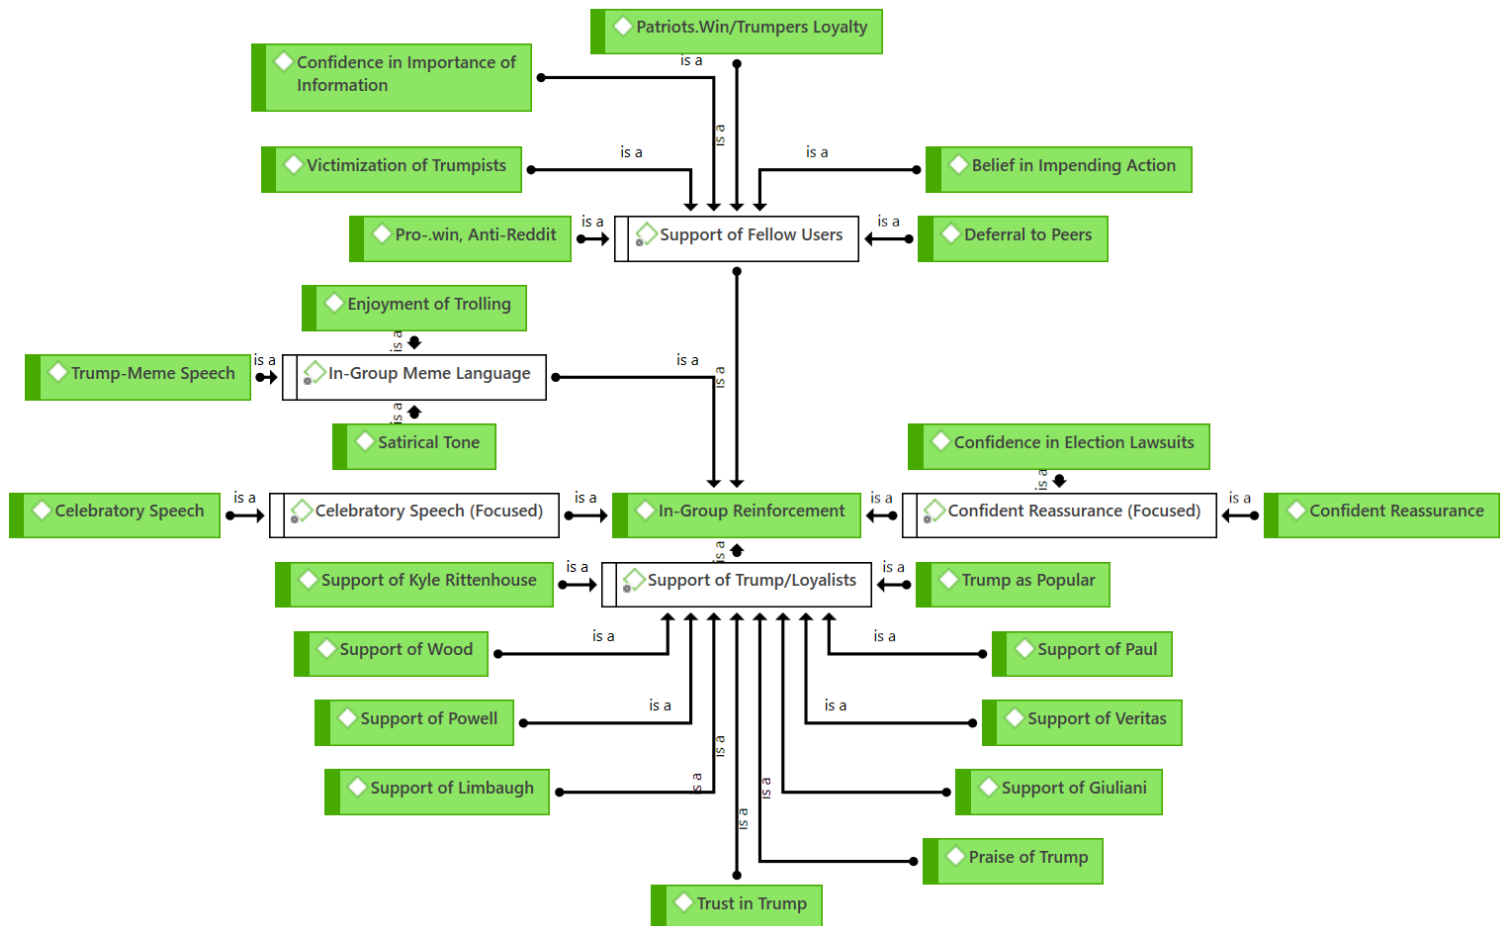 Patriots.Win/Trumpers Loyalty
Confidence in Importance of
Information
is a
is a
Victimization of Trumpists
is a
is a
Belief in Impending Action
Pro-.win, Anti-Reddit
is a
Support of Fellow Users
is a
Deferral to Peers
Enjoyment of Trolling
is a
Trump-Meme Speech
is a
In-Group Meme Language
is a
is a
is a
Satirical Tone
Confidence in Election Lawsuits
is a
Celebratory Speech
is a
Celebratory Speech (Focused)
is a
In-Group Reinforcement
is a
Confident Reassurance (Focused)
is a
Confident Reassurance
is a
Support of Kyle Rittenhouse
is a
Support of Trump/Loyalists
is a
Trump as Popular
Support of Wood
is a
is a
Support of Paul
Support of Powell
is a
is a
Support of Veritas
is a
Support of Limbaugh
is a
is a
Support of Giuliani
is a
Praise of Trump
Trust in Trump